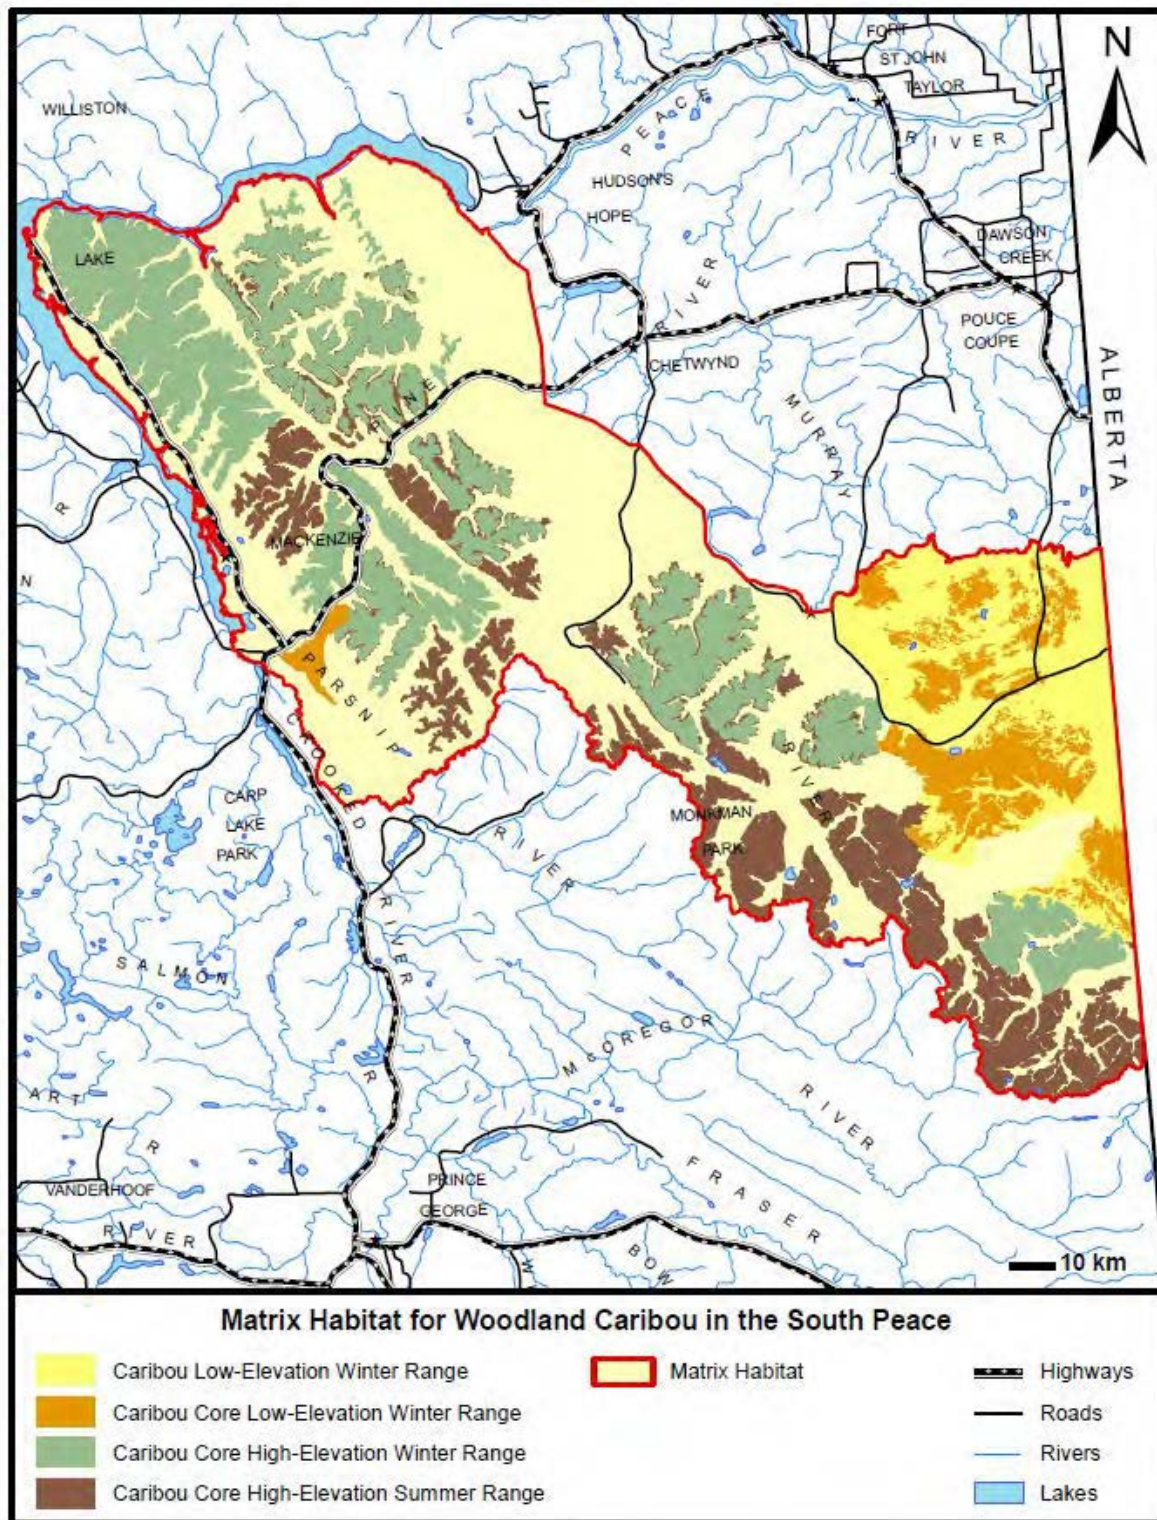 FORT
ST JOHN
TAYLOR
N
WILLISTON
PEACE
RIVER
HUDSON'S
HOPE
LAKE
DAWSON
CREEK
RIVER
POUCE
COUPE
CHETWYND
ALBERTA
PINE
MURRAY
R
MACKENZIE
N
PARSNIP
CROOKED
RIVER
CARP
LAKE
PARK
MONKMAN
PARK
RIVER
RIVER
SALMON
R
McGREGOR
RIVER
ART
R
VANDERHOOF
PRINCE
GEORGE
FRASER
RIVER
BOW
W
10 km
Matrix Habitat for Woodland Caribou in the South Peace
Caribou Low-Elevation Winter Range
Matrix Habitat
Highways
Caribou Core Low-Elevation Winter Range
Roads
Caribou Core High-Elevation Winter Range
Rivers
Caribou Core High-Elevation Summer Range
Lakes